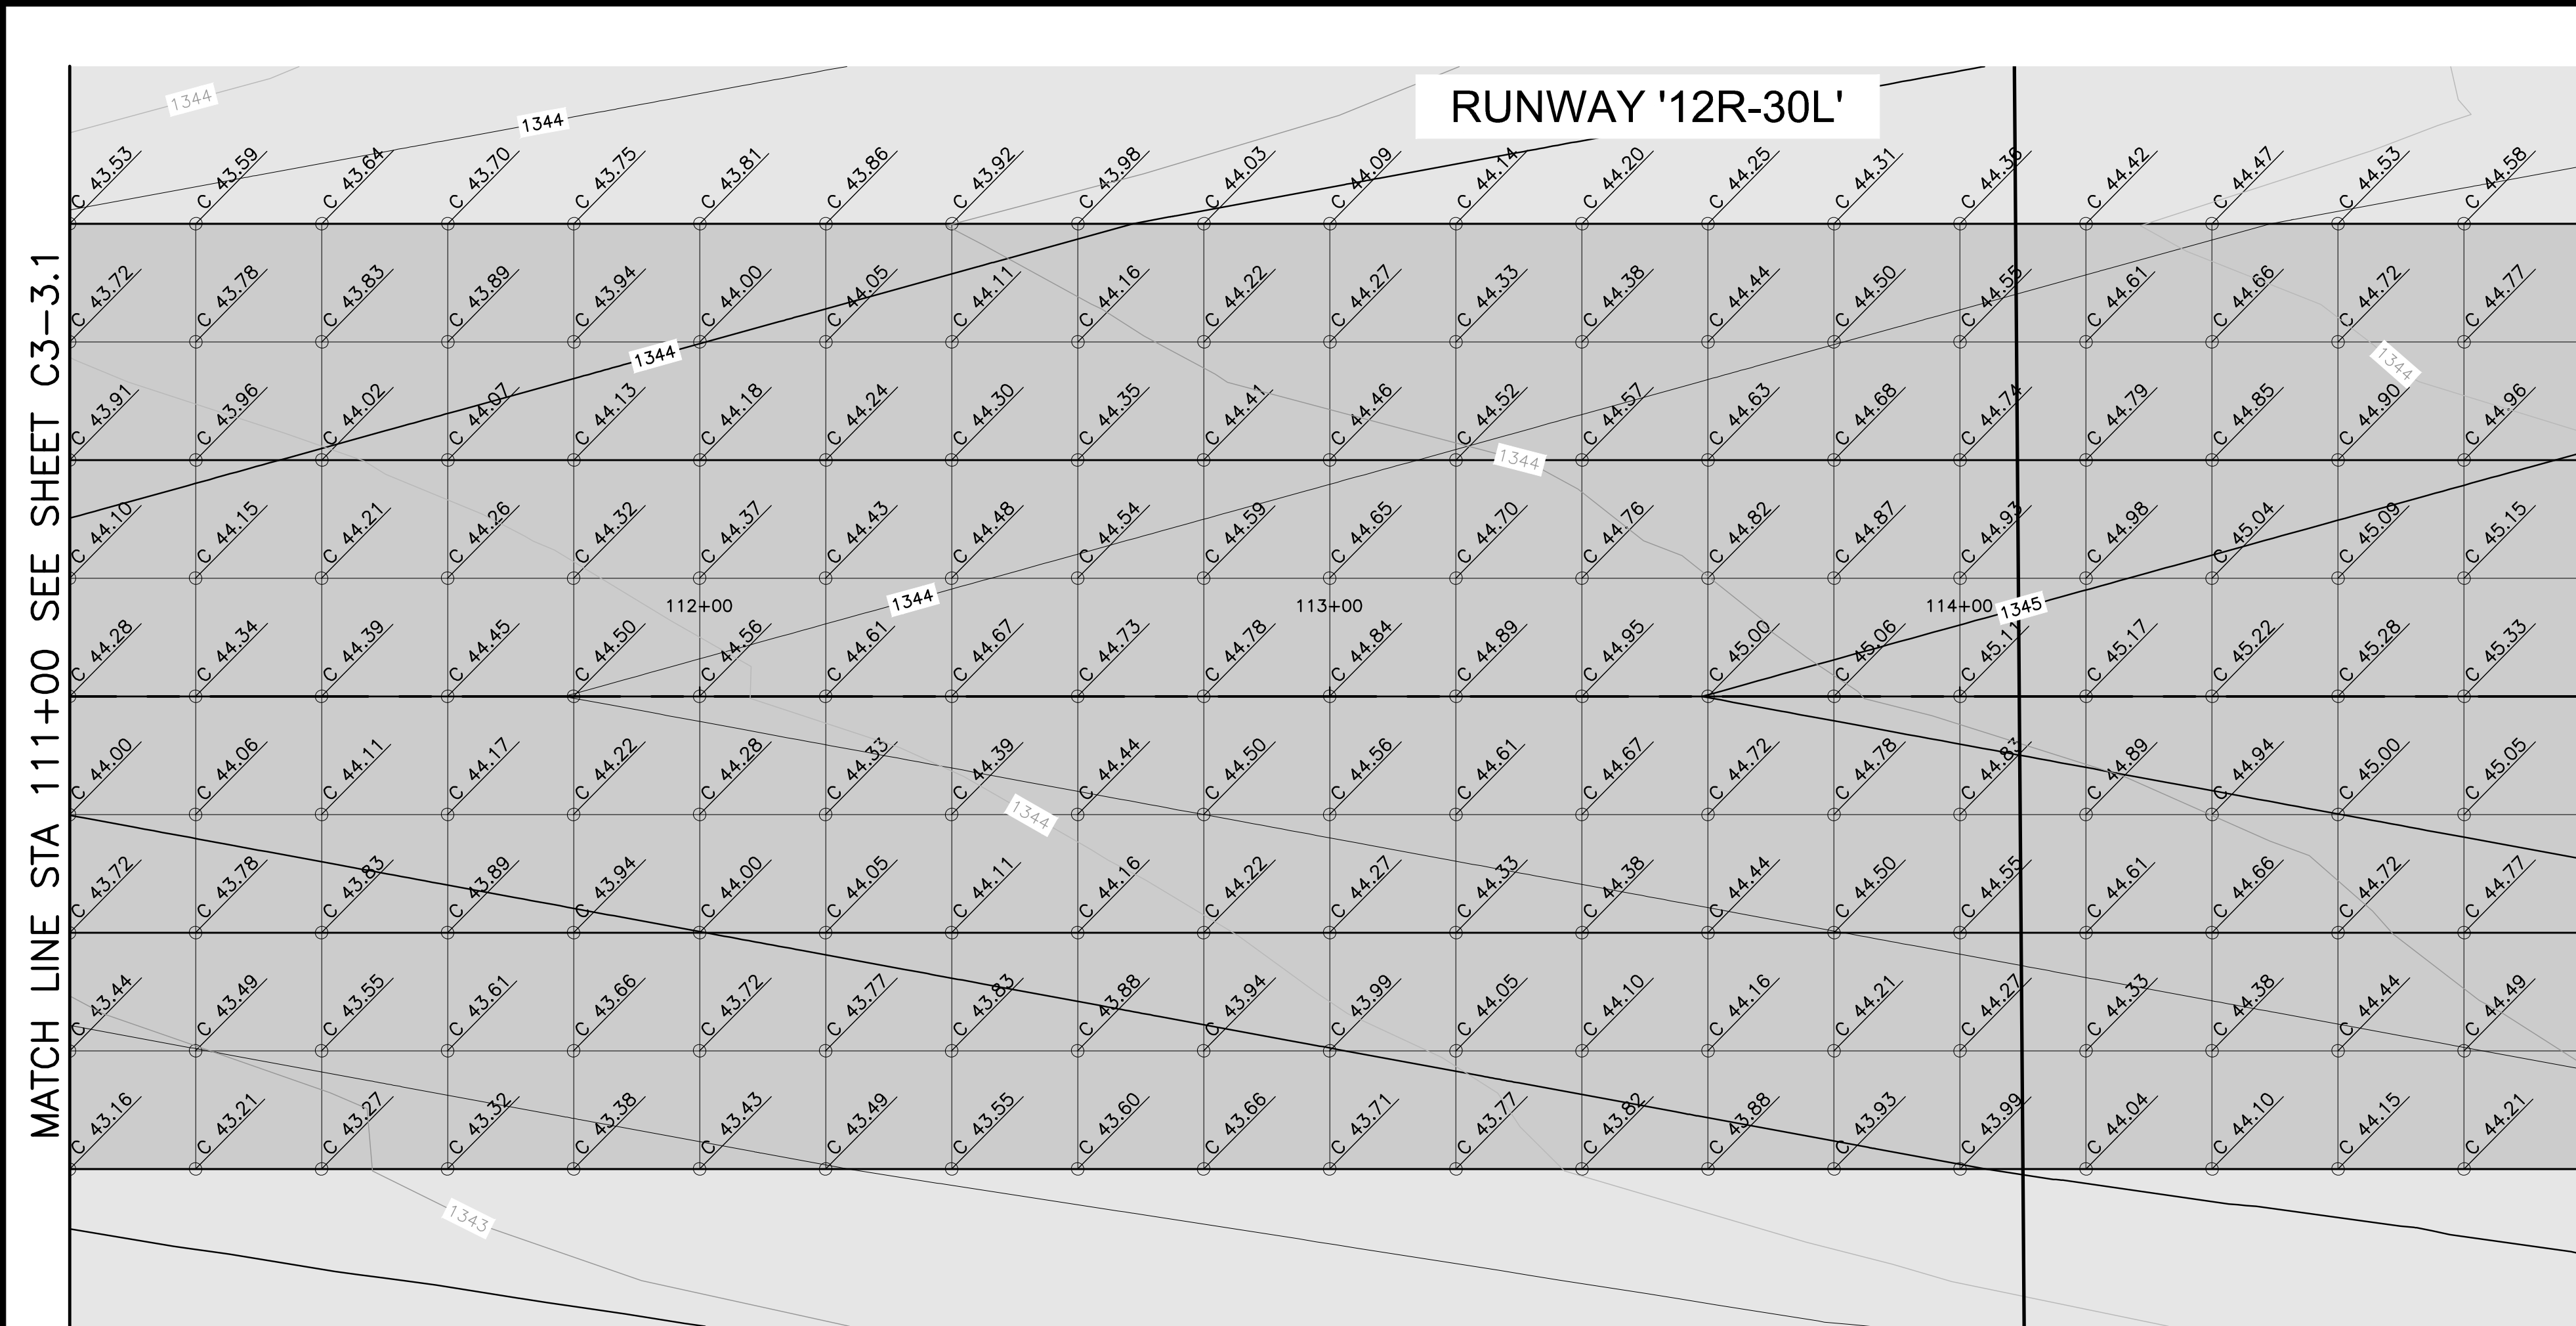 RUNWAY '12R-30L'
1344
1344
C 43.53 C 43.59 C 43.64 C 43.70 C 43.75 C 43.81 C 43.86 C 43.92 C 43.98 C 44.03 C 44.09 C 44.14 C 44.20 C 44.25 C 44.31 C 44.36 C 44.42 C 44.47 C 44.53 C 44.58
C 43.72 C 43.78 C 43.83 C 43.89 C 43.94 C 44.00 C 44.05 C 44.11 C 44.16 C 44.22 C 44.27 C 44.33 C 44.38 C 44.44 C 44.50 C 44.55 C 44.61 C 44.66 C 44.72 C 44.77
1344
1344
C 43.91 C 43.96 C 44.02 C 44.07 C 44.13 C 44.18 C 44.24 C 44.30 C 44.35 C 44.41 C 44.46 C 44.52 C 44.57 C 44.63 C 44.68 C 44.74 C 44.79 C 44.85 C 44.90 C 44.96
1344
C 44.10 C 44.15 C 44.21 C 44.26 C 44.32 C 44.37 C 44.43 C 44.48 C 44.54 C 44.59 C 44.65 C 44.70 C 44.76 C 44.82 C 44.87 C 44.93 C 44.98 C 45.04 C 45.09 C 45.15
1344
112+00 113+00 114+00 1345
C 44.28 C 44.34 C 44.39 C 44.45 C 44.50 C 44.56 C 44.61 C 44.67 C 44.73 C 44.78 C 44.84 C 44.89 C 44.95 C 45.00 C 45.06 C 45.11 C 45.17 C 45.22 C 45.28 C 45.33
C 44.00 C 44.06 C 44.11 C 44.17 C 44.22 C 44.28 C 44.33 C 44.39 C 44.44 C 44.50 C 44.56 C 44.61 C 44.67 C 44.72 C 44.78 C 44.83 C 44.89 C 44.94 C 45.00 C 45.05
1344
C 43.72 C 43.78 C 43.83 C 43.89 C 43.94 C 44.00 C 44.05 C 44.11 C 44.16 C 44.22 C 44.27 C 44.33 C 44.38 C 44.44 C 44.50 C 44.55 C 44.61 C 44.66 C 44.72 C 44.77
C 43.44 C 43.49 C 43.55 C 43.61 C 43.66 C 43.72 C 43.77 C 43.83 C 43.88 C 43.94 C 43.99 C 44.05 C 44.10 C 44.16 C 44.21 C 44.27 C 44.33 C 44.38 C 44.44 C 44.49
C 43.16 C 43.21 C 43.27 C 43.32 C 43.38 C 43.43 C 43.49 C 43.55 C 43.60 C 43.66 C 43.71 C 43.77 C 43.82 C 43.88 C 43.93 C 43.99 C 44.04 C 44.10 C 44.15 C 44.21
1343
MATCH LINE STA 111+00 SEE SHEET C3-3.1